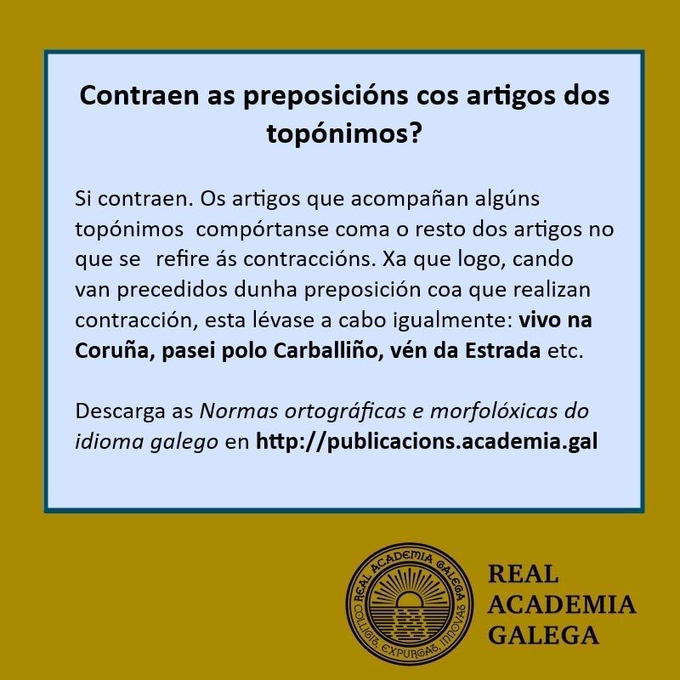 Contraen as preposicións cos artigos dos
topónimos?
Si contraen. Os artigos que acompañan algúns
topónimos compórtanse coma o resto dos artigos no
que se refire ás contraccións. Xa que logo, cando
van precedidos dunha preposición coa que realizan
contracción, esta lévase a cabo igualmente: vivo na
Coruña, pasei polo Carballiño, vén da Estrada etc.
Descarga as Normas ortográficas e morfolóxicas do
idioma galego en http://publicacions.academia.gal
REAL ACADEMIA GALEGA
COLLIGIT, EXPURGAT, INNOVAT
REAL
ACADEMIA
GALEGA